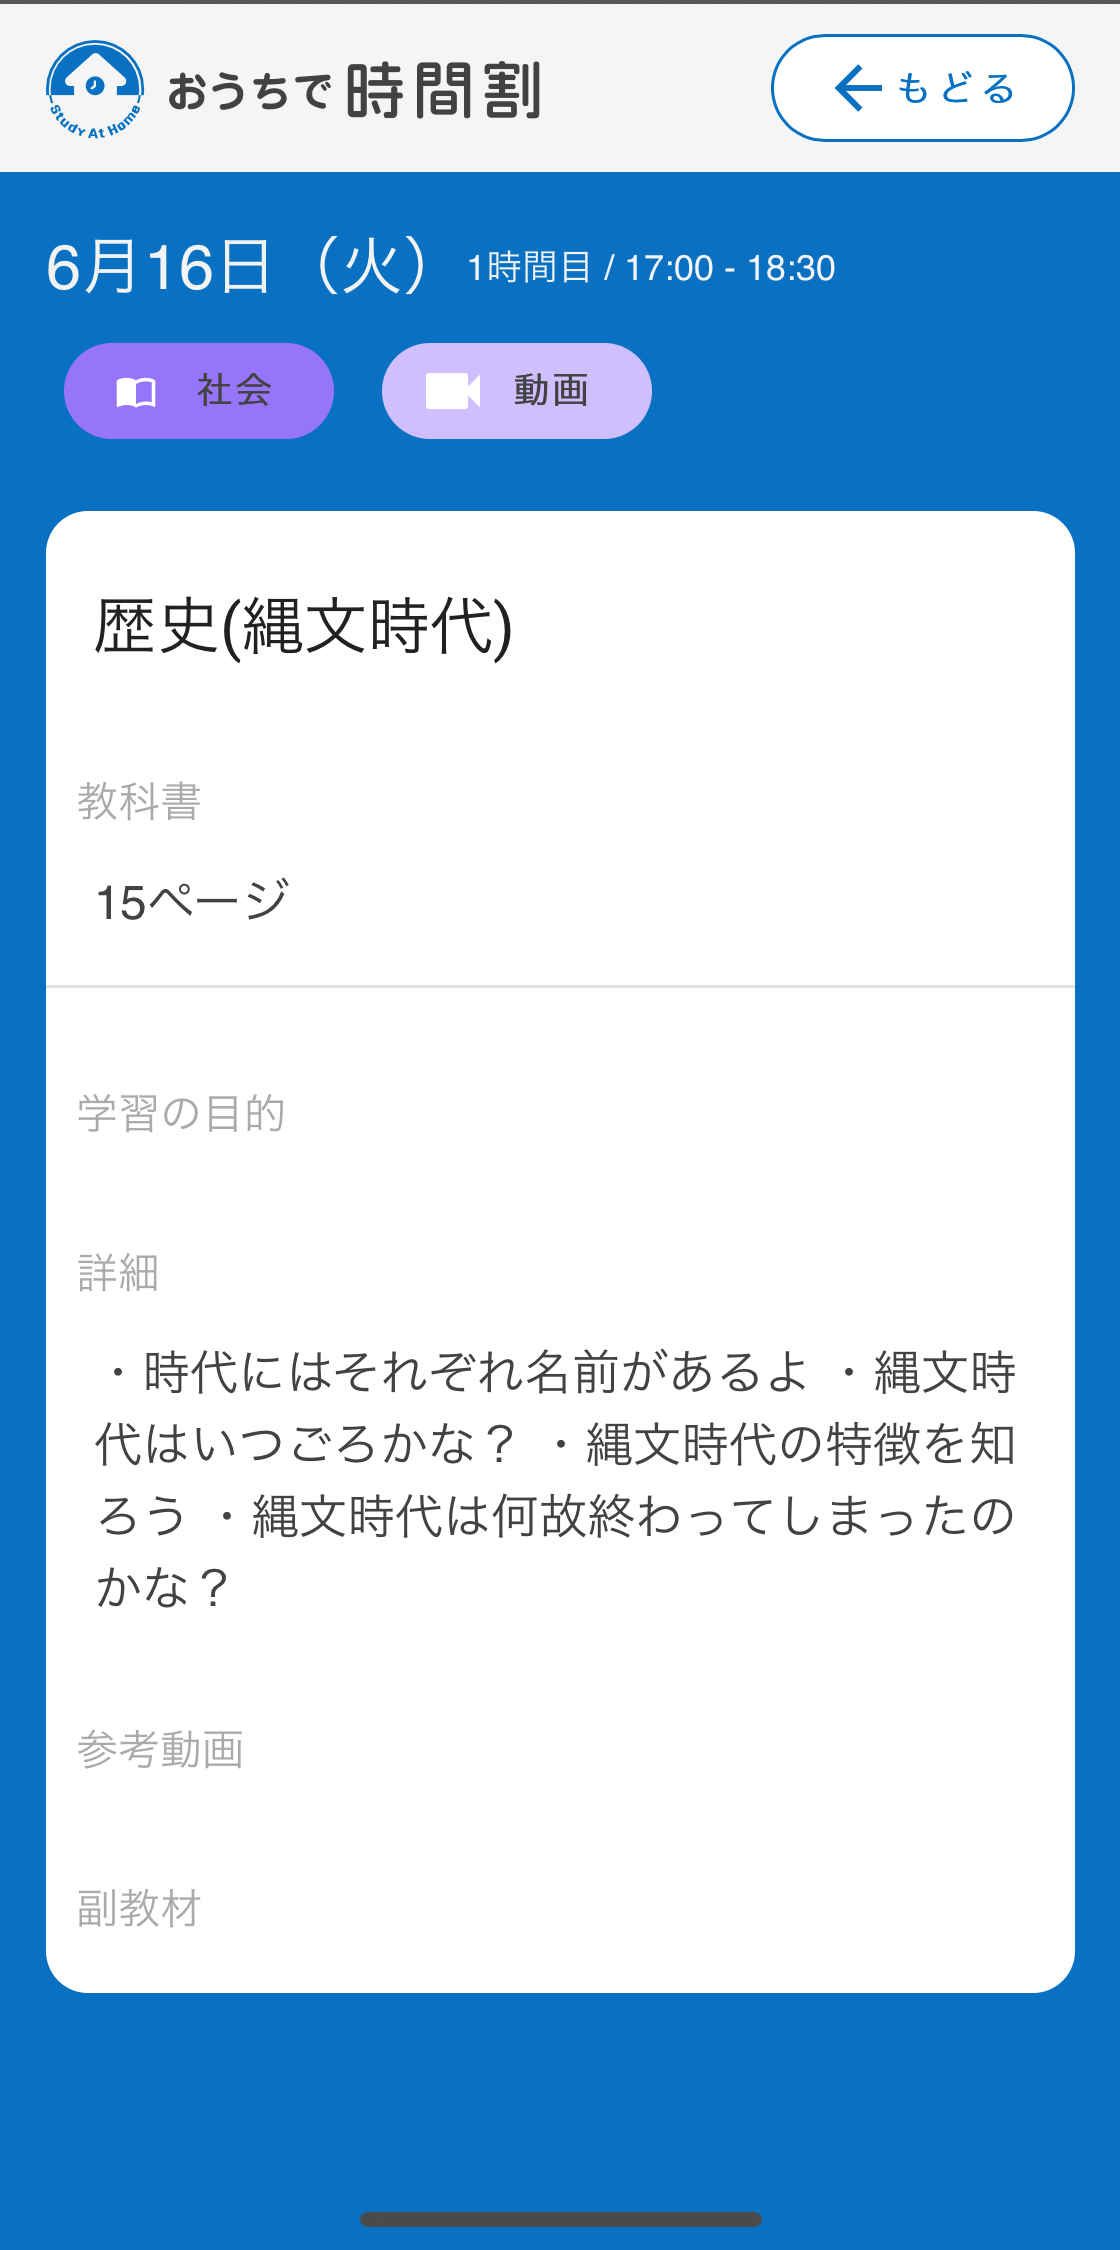 Study At Home
おうちで時間割
もどる
6月16日（火） 1時間目 / 17:00 - 18:30
社会
動画
歴史(縄文時代)
教科書
15ページ
学習の目的
詳細
・時代にはそれぞれ名前があるよ ・縄文時
代はいつごろかな？ ・縄文時代の特徴を知
ろう ・縄文時代は何故終わってしまったの
かな？
参考動画
副教材